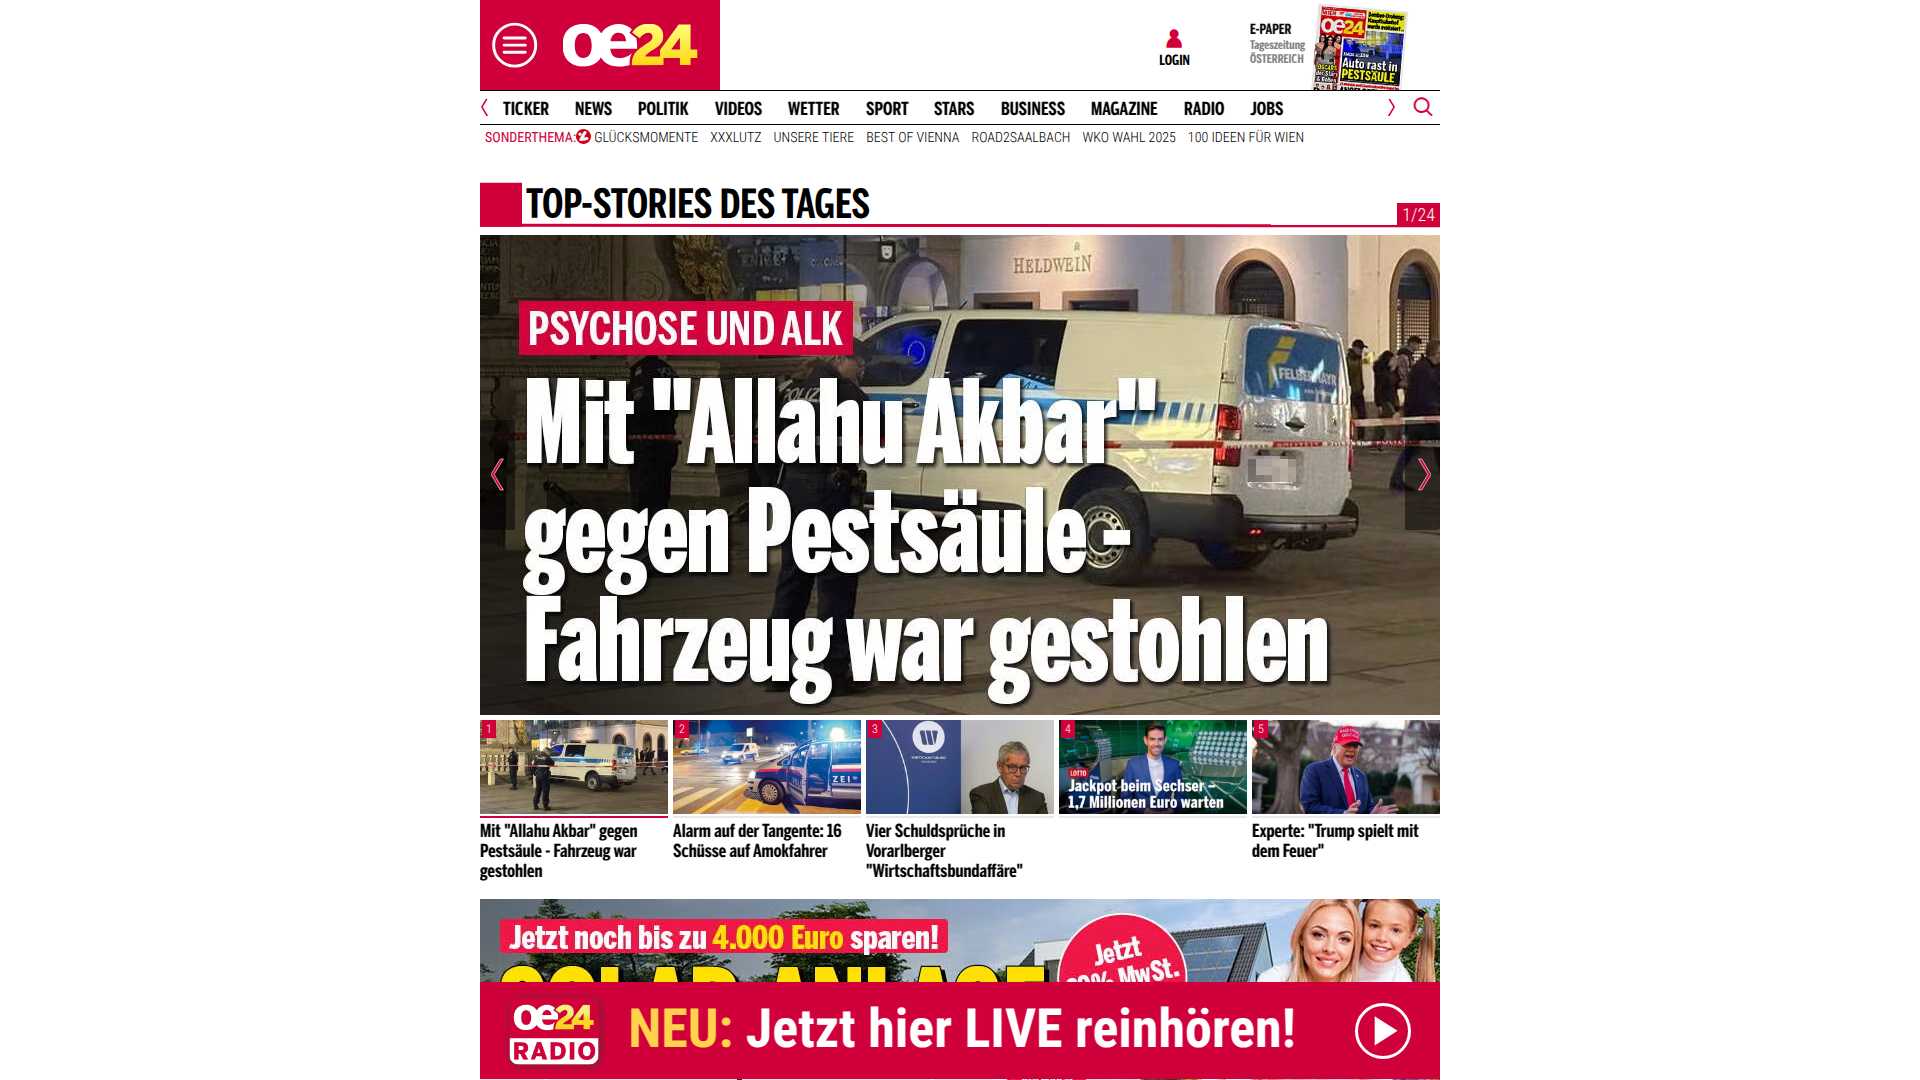 oe24
LOGIN
E-PAPER
Tageszeitung
ÖSTERREICH
oe24
Auto rast in
PESTSÄULE
TICKER NEWS POLITIK VIDEOS WETTER SPORT STARS BUSINESS MAGAZINE RADIO JOBS
SONDERTHEMA: GLÜCKSMOMENTE XXXLUTZ UNSERE TIERE BEST OF VIENNA ROAD2SAALBACH WKO WAHL 2025 100 IDEEN FÜR WIEN
TOP-STORIES DES TAGES
1/24
HELDWEIN
FELBERMAYR
PSYCHOSE UND ALK
Mit "Allahu Akbar"
gegen Pestsäule -
Fahrzeug war gestohlen
1
2
3
4
5
ZEI
LOTTO
Jackpot beim Sechser –
1,7 Millionen Euro warten
Mit "Allahu Akbar" gegen
Pestsäule - Fahrzeug war
gestohlen
Alarm auf der Tangente: 16
Schüsse auf Amokfahrer
Vier Schuldsprüche in
Vorarlberger
"Wirtschaftsbundaffäre"
Experte: "Trump spielt mit
dem Feuer"
Jetzt noch bis zu 4.000 Euro sparen!
SOLAR-ANLAGE
Jetzt
MwSt.
oe24
RADIO
NEU: Jetzt hier LIVE reinhören!